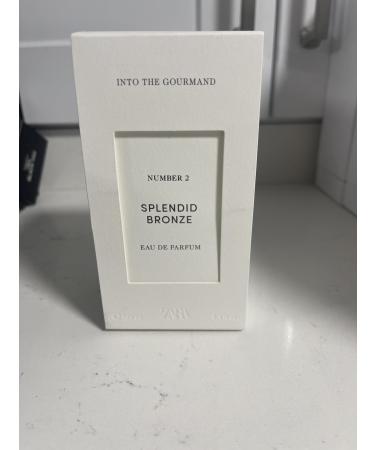 INTO THE GOURMAND
NUMBER 2
SPLENDID
BRONZE
EAU DE PARFUM
ZARA